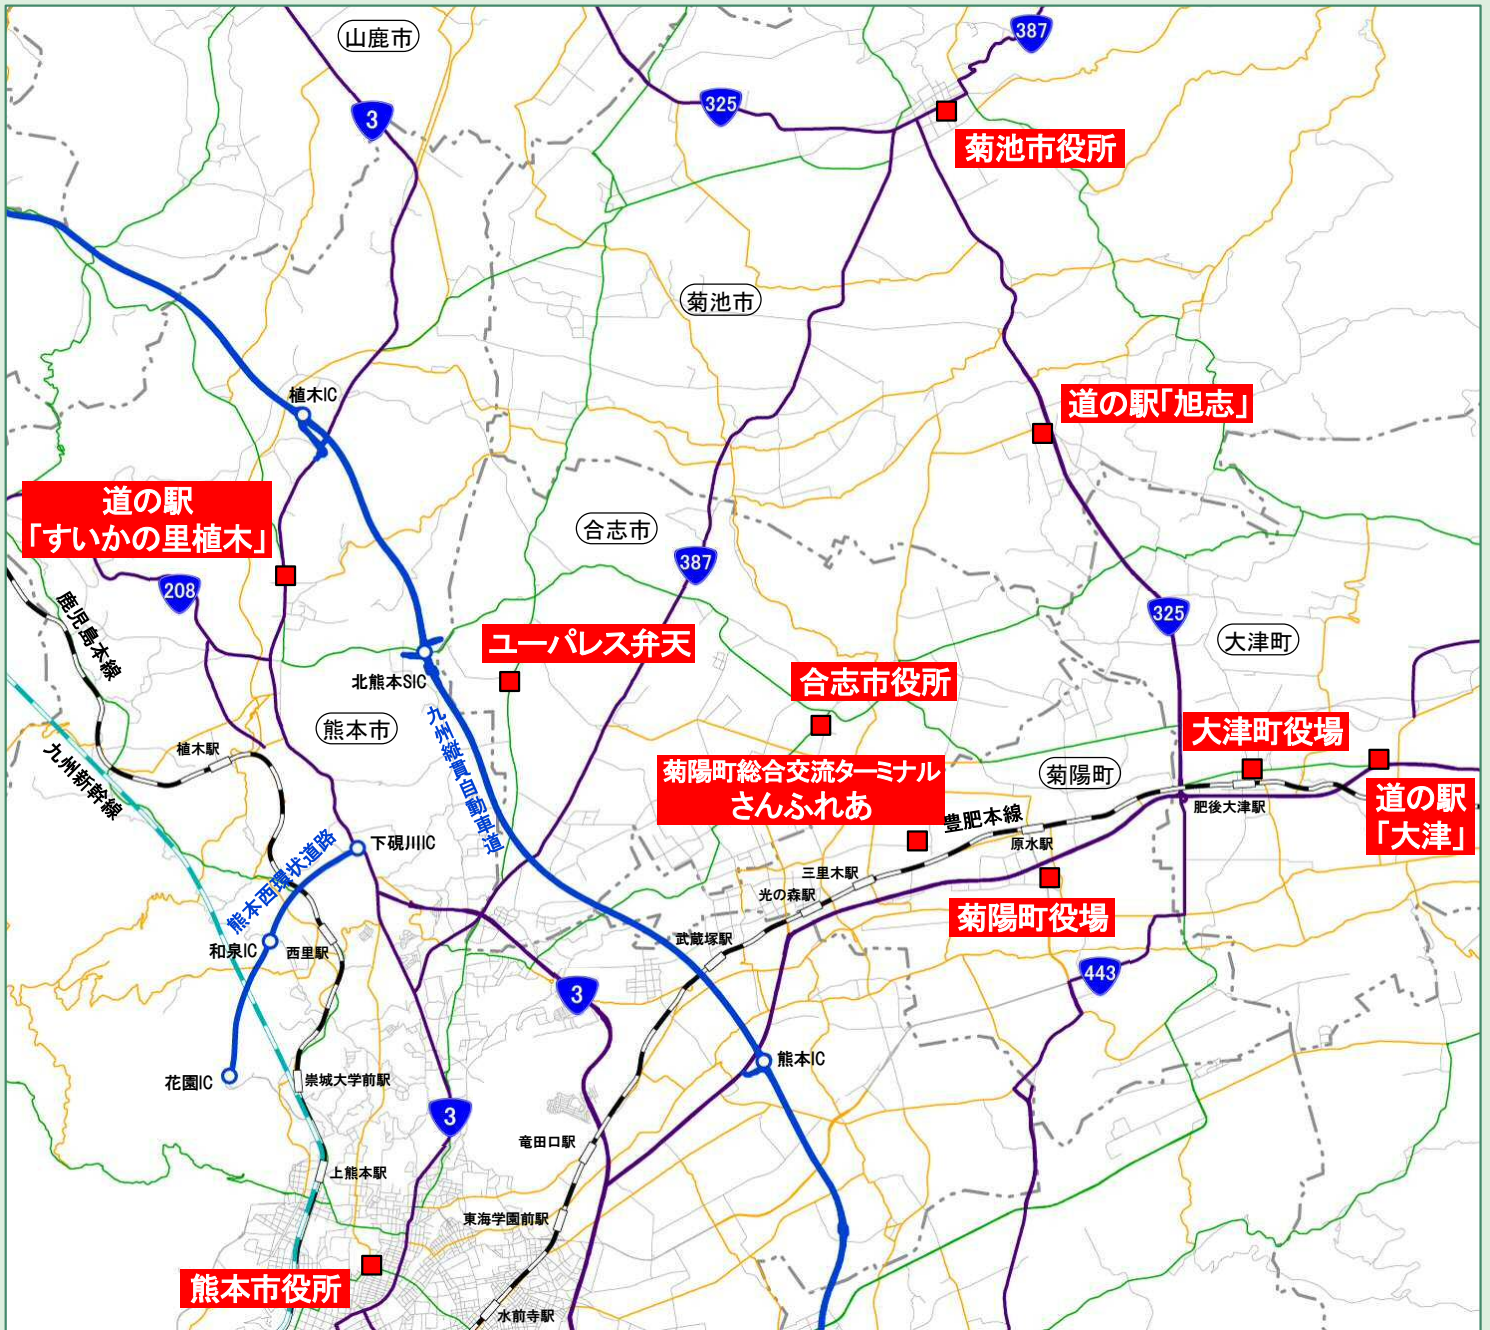 山鹿市
387
3
325
菊池市役所
菊池市
植木IC
道の駅「旭志」
道の駅
「すいかの里植木」
合志市
387
208
鹿児島本線
325
大津町
ユーパレス弁天
北熊本SIC
合志市役所
熊本市
九州縦貫自動車道
大津町役場
植木駅
九州新幹線
菊陽町総合交流ターミナル
さんふれあ
菊陽町
肥後大津駅
道の駅
「大津」
豊肥本線
原水駅
下硯川IC
熊本西環状道路
三里木駅
光の森駅
菊陽町役場
武蔵塚駅
和泉IC
西里駅
443
3
熊本IC
花園IC
崇城大学前駅
3
竜田口駅
上熊本駅
東海学園前駅
熊本市役所
水前寺駅